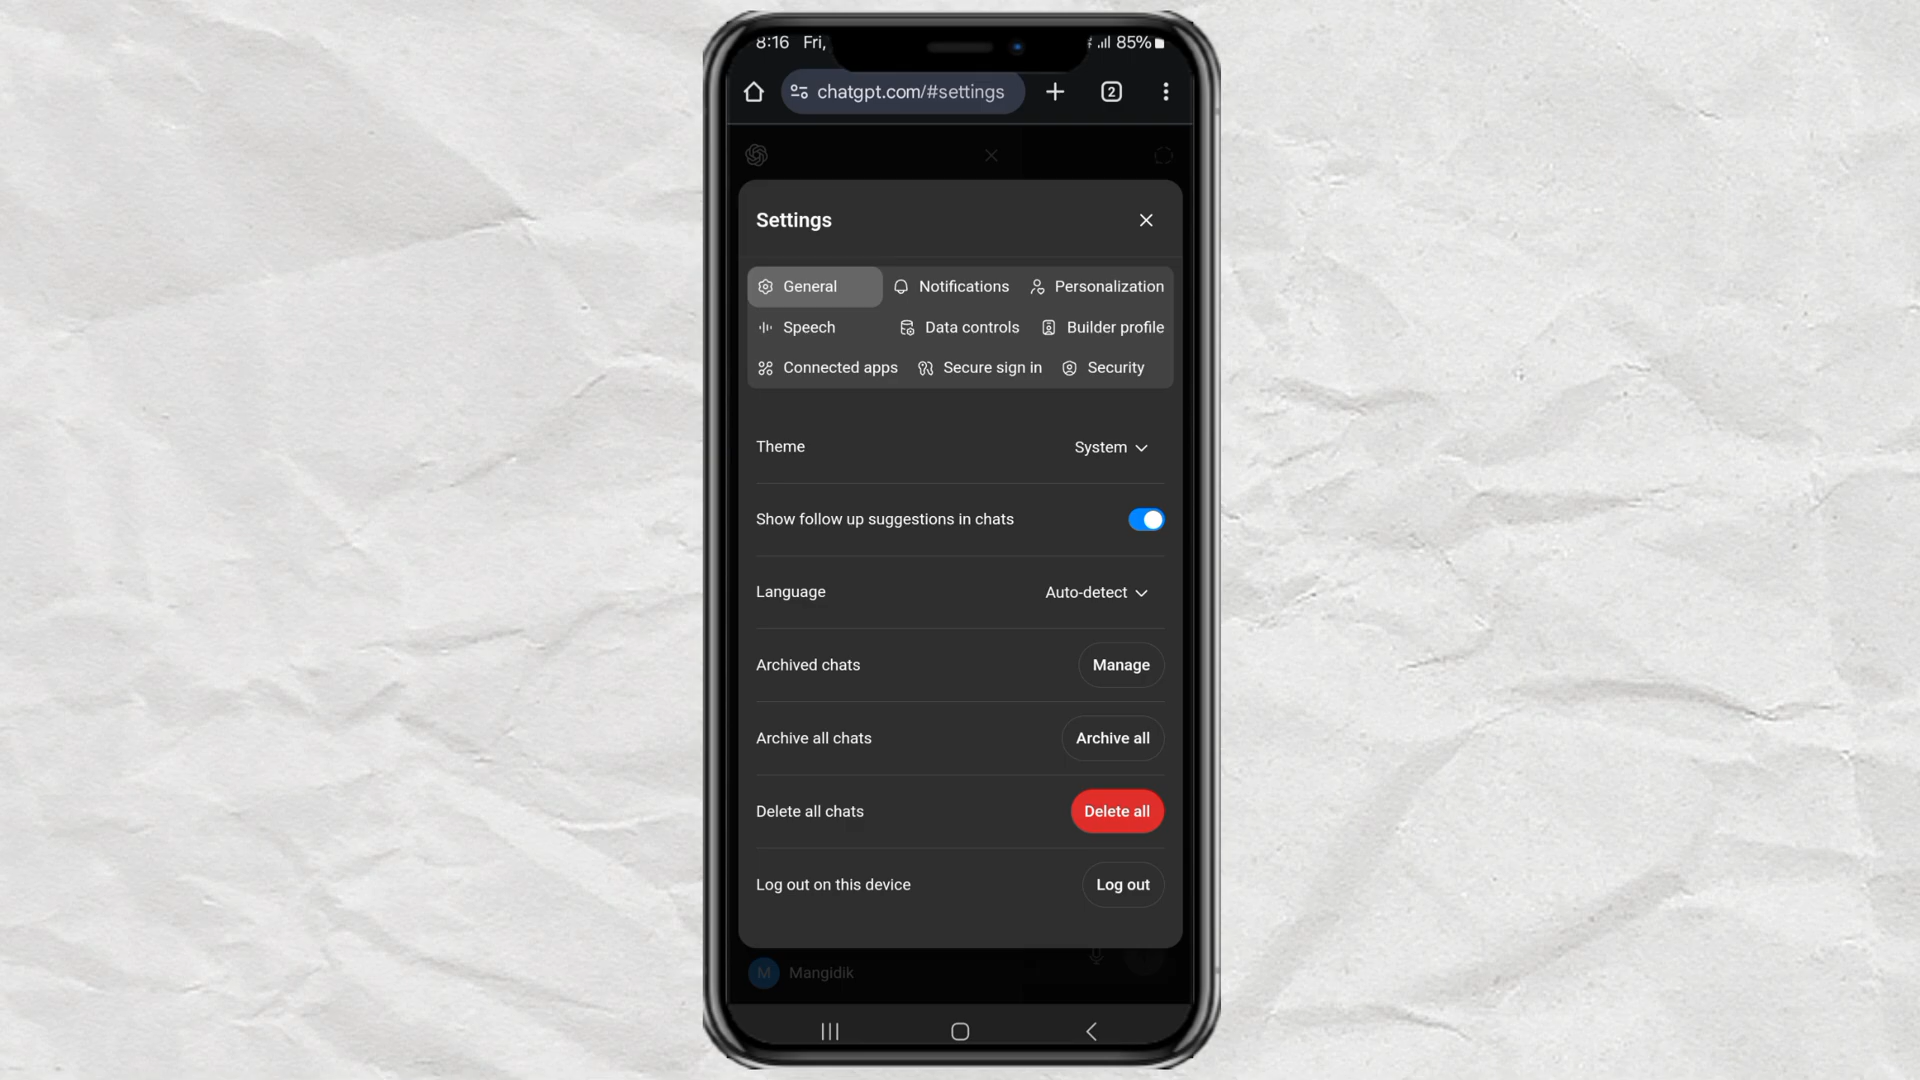 8:16 Fri, 85%
chatgpt.com/#settings 2
Settings
General Notifications Personalization
Speech Data controls Builder profile
Connected apps Secure sign in Security
Theme System
Show follow up suggestions in chats
Language Auto-detect
Archived chats Manage
Archive all chats Archive all
Delete all chats Delete all
Log out on this device Log out
M Mangidik